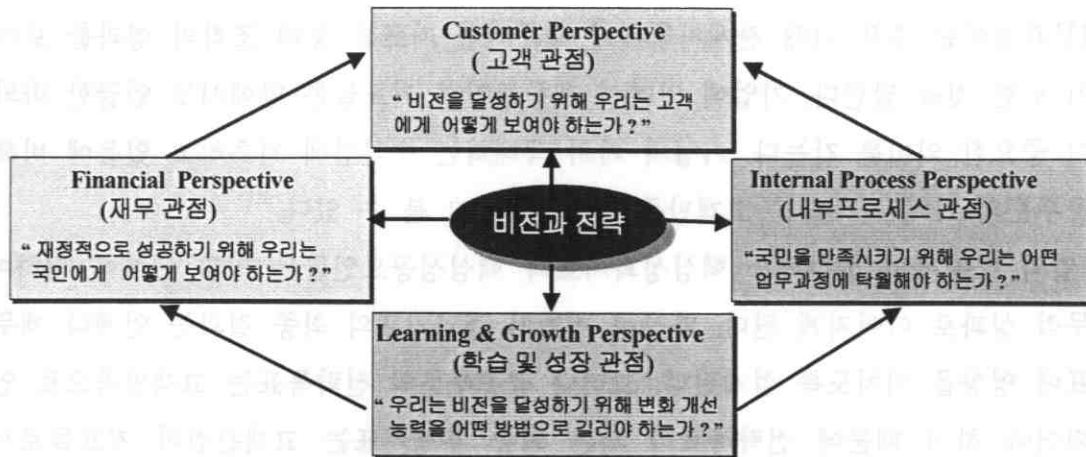 Customer Perspective
( 고객 관점)
“ 비전을 달성하기 위해 우리는 고객
에게 어떻게 보여야 하는가 ?”
Financial Perspective
(재무 관점)
“ 재정적으로 성공하기 위해 우리는
국민에게 어떻게 보여야 하는가 ?”
비전과 전략
Internal Process Perspective
(내부프로세스 관점)
“국민을 만족시키기 위해 우리는 어떤
업무과정에 탁월해야 하는가 ?”
Learning & Growth Perspective
(학습 및 성장 관점)
“ 우리는 비전을 달성하기 위해 변화 개선
능력을 어떤 방법으로 길러야 하는가 ?”